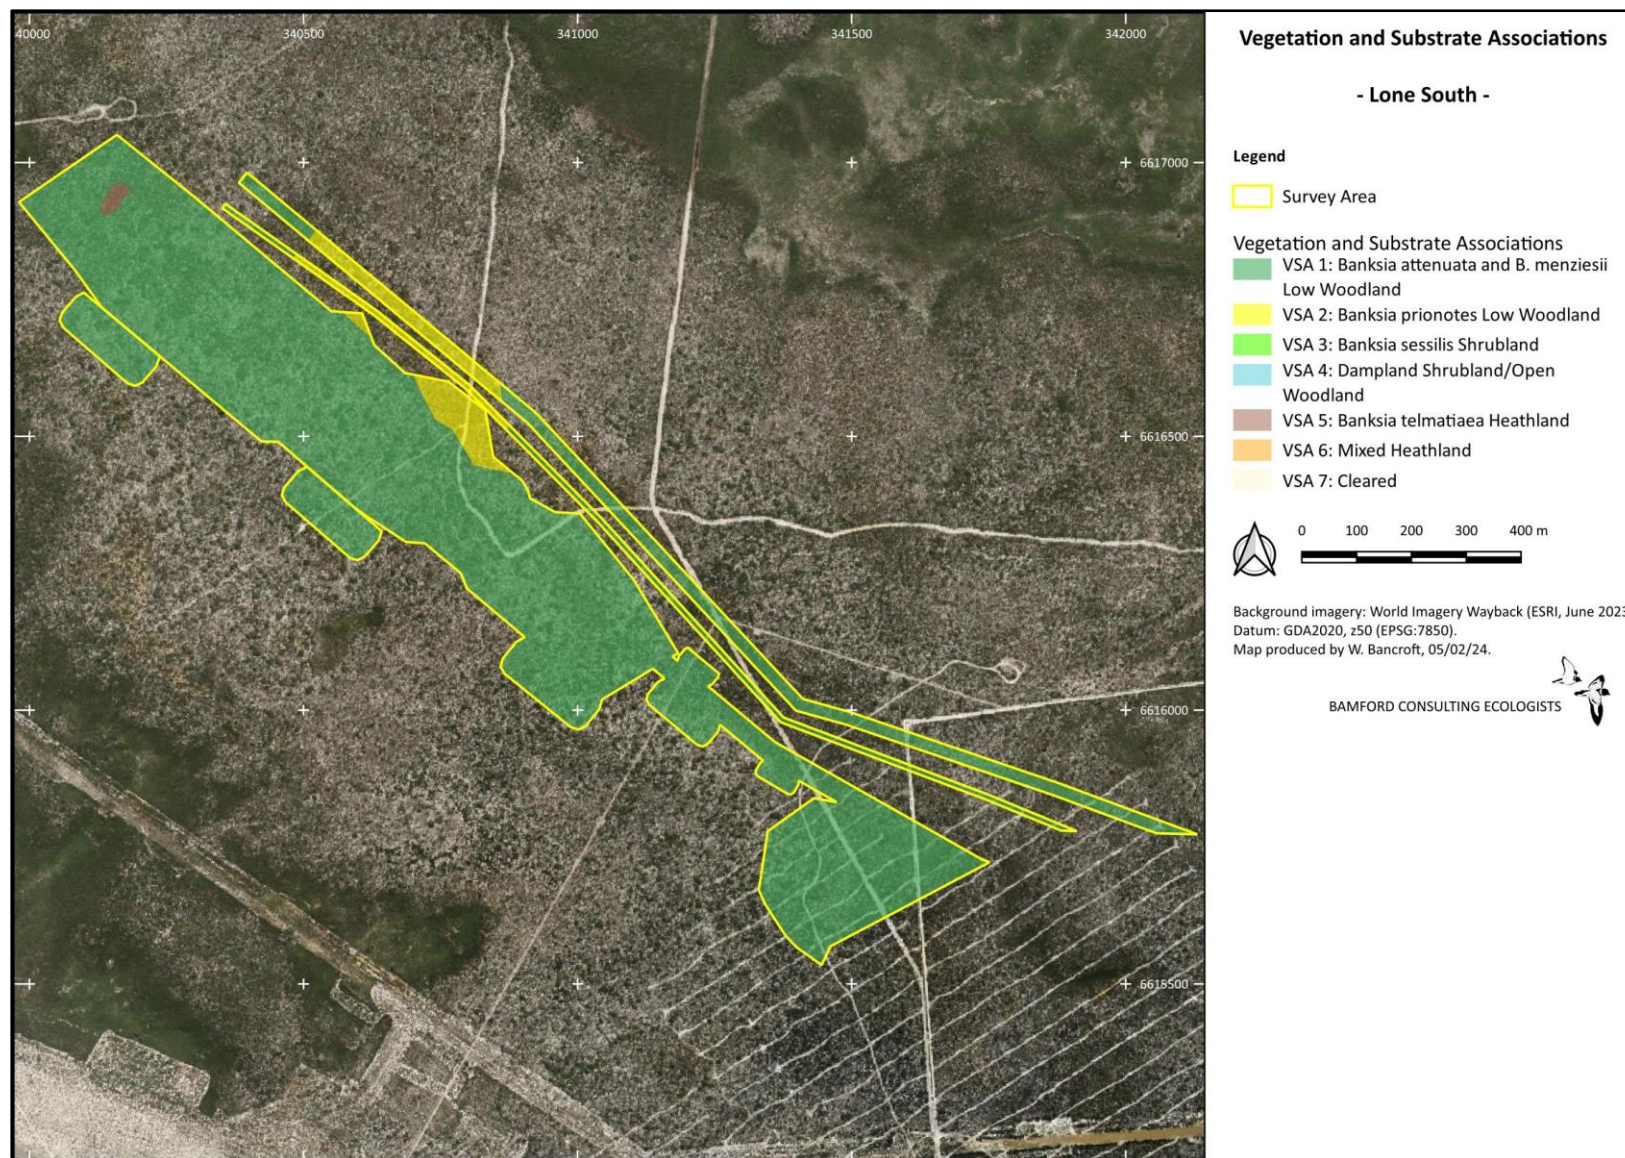 40000 340500 341000 341500 342000
6617000
6616500
6616000
6615500
Vegetation and Substrate Associations
- Lone South -
Legend
Survey Area
Vegetation and Substrate Associations
VSA 1: Banksia attenuata and B. menziesii
Low Woodland
VSA 2: Banksia prionotes Low Woodland
VSA 3: Banksia sessilis Shrubland
VSA 4: Dampland Shrubland/Open
Woodland
VSA 5: Banksia telmatiaea Heathland
VSA 6: Mixed Heathland
VSA 7: Cleared
0 100 200 300 400 m
Background imagery: World Imagery Wayback (ESRI, June 2023
Datum: GDA2020, z50 (EPSG:7850).
Map produced by W. Bancroft, 05/02/24.
BAMFORD CONSULTING ECOLOGISTS